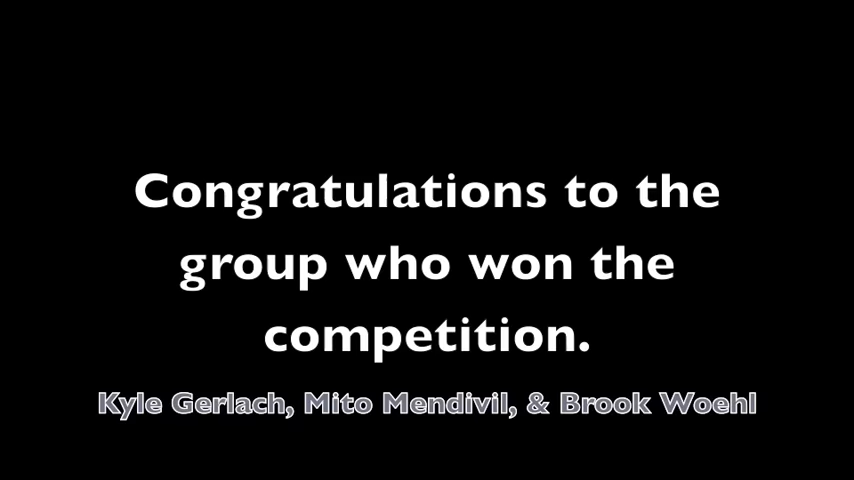 Congratulations to the
group who won the
competition.
Kyle Gerlach, Mito Mendivil, & Brook Woehl